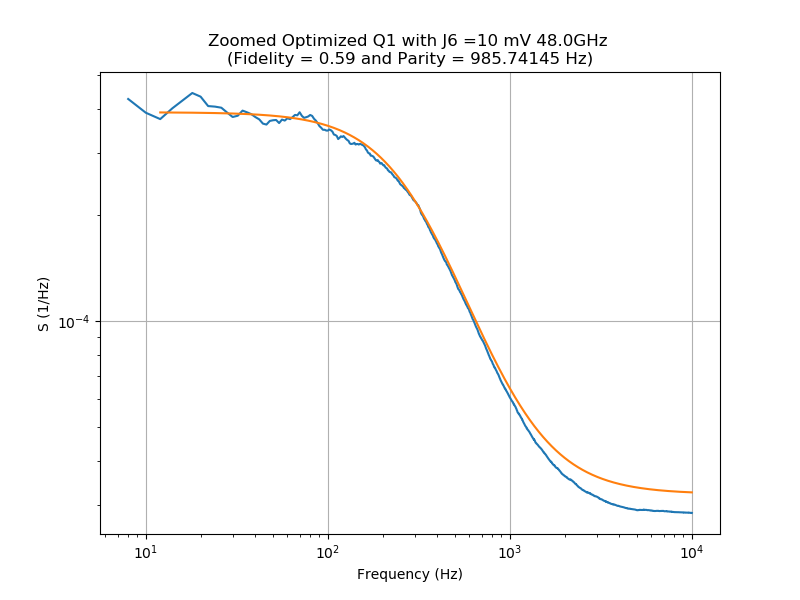 Zoomed Optimized Q1 with J6 =10 mV 48.0GHz
(Fidelity = 0.59 and Parity = 985.74145 Hz)
S (1/Hz)
10⁻⁴
10¹ 10² 10³ 10⁴
Frequency (Hz)